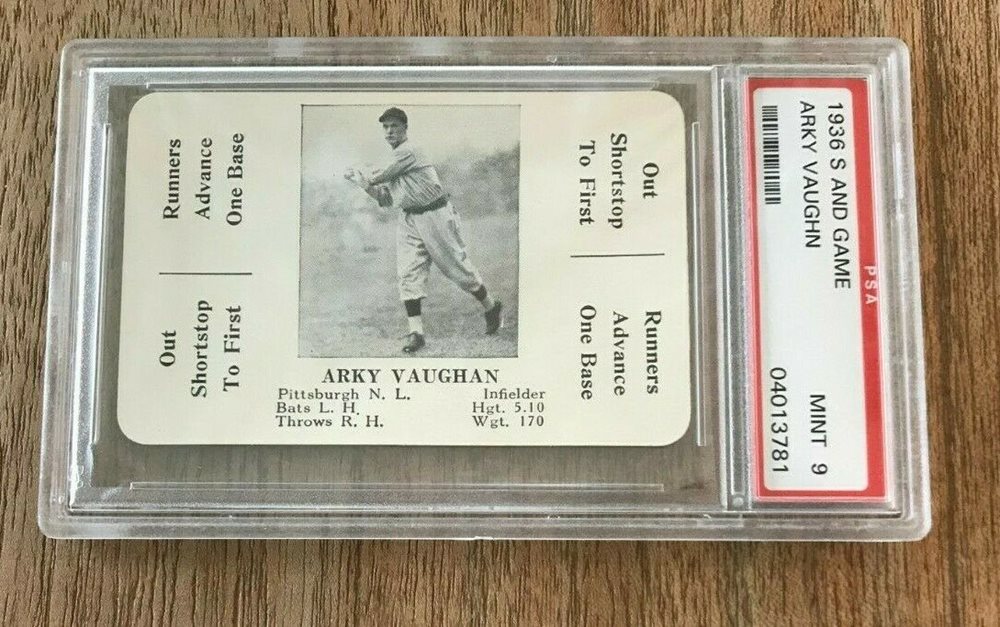 Runners
Advance
One Base
Out
Shortstop
To First
ARKY VAUGHAN
Pittsburgh N. L. Infielder
Bats L. H. Hgt. 5.10
Throws R. H. Wgt. 170
Out
Shortstop
To First
Runners
Advance
One Base
1936 S AND GAME
ARKY VAUGHN
MINT 9
04013781
PSA